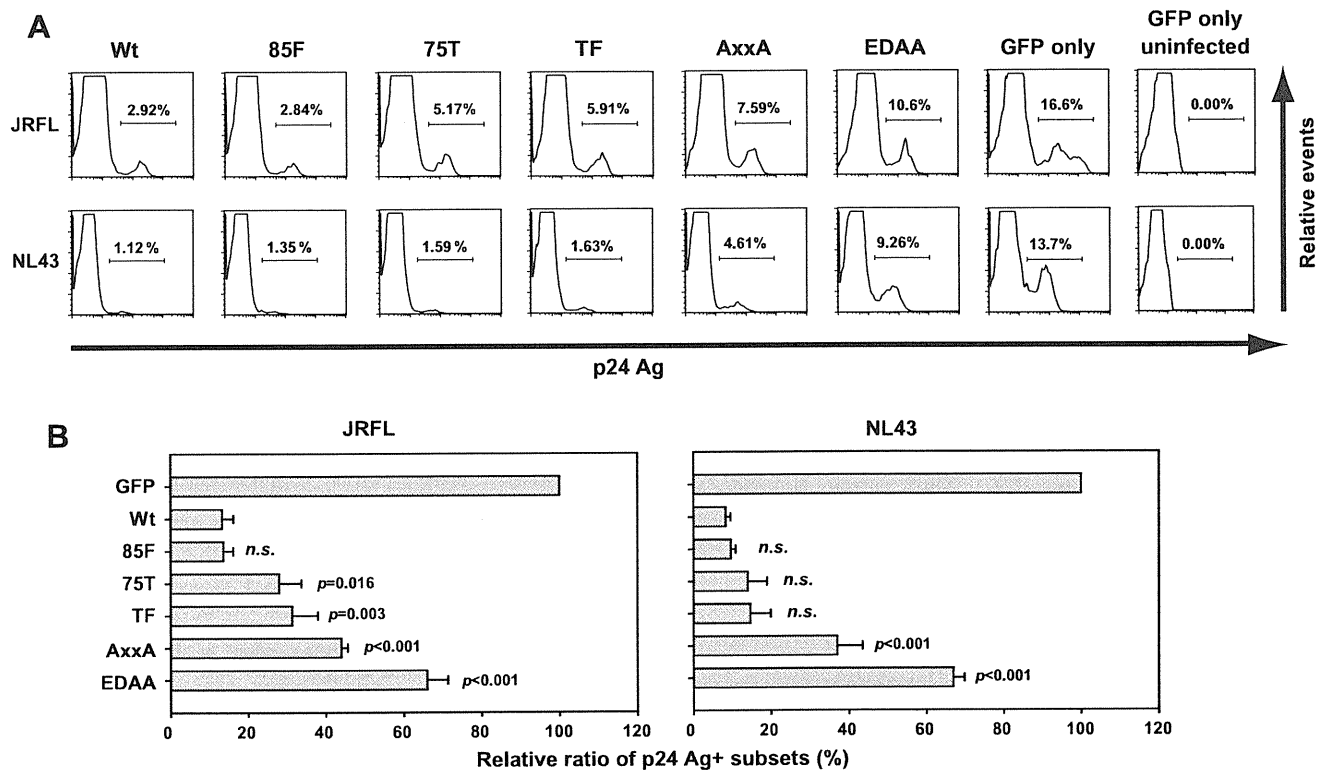 A
Wt 85F 75T TF AxxA EDAA GFP only GFP only uninfected
JRFL
2.92% 2.84% 5.17% 5.91% 7.59% 10.6% 16.6% 0.00%
NL43
1.12 % 1.35 % 1.59 % 1.63% 4.61% 9.26% 13.7% 0.00%
Relative events
p24 Ag
B
JRFL NL43
GFP
Wt
85F n.s. n.s.
75T p=0.016 n.s.
TF p=0.003 n.s.
AxxA p<0.001 p<0.001
EDAA p<0.001 p<0.001
0 20 40 60 80 100 120 0 20 40 60 80 100 120
Relative ratio of p24 Ag+ subsets (%)